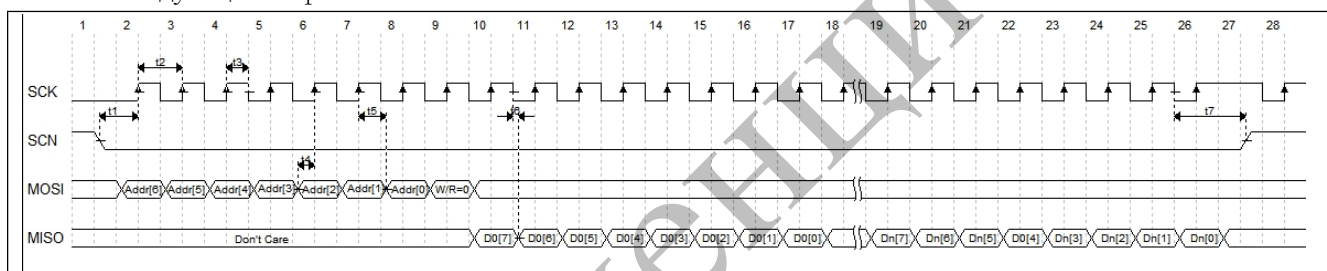 1 2 3 4 5 6 7 8 9 10 11 12 13 14 15 16 17 18 19 20 21 22 23 24 25 26 27 28
t2 t3
SCK
t1 t5 t6 t7
SCN
t4
MOSI Addr[6] Addr[5] Addr[4] Addr[3] Addr[2] Addr[1] Addr[0] W/R=0
MISO Don't Care D0[7] D0[6] D0[5] D0[4] D0[3] D0[2] D0[1] D0[0] Dn[7] Dn[6] Dn[5] D0[4] Dn[3] Dn[2] Dn[1] Dn[0]